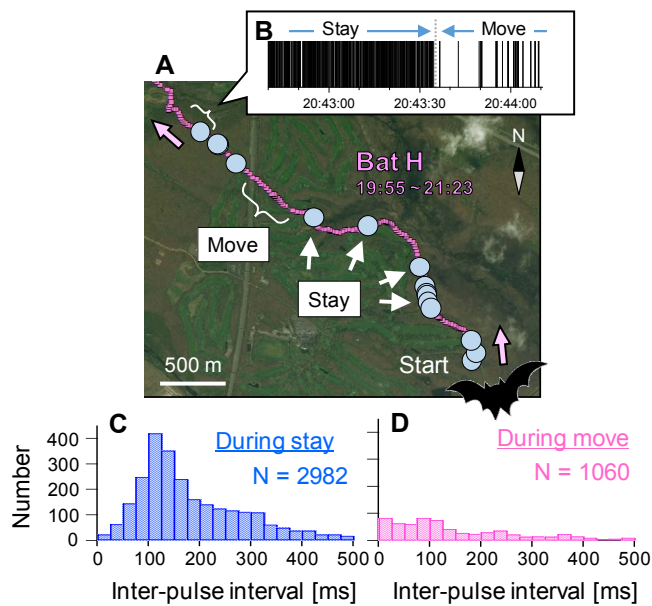 B
Stay
Move
20:43:00
20:43:30
20:44:00
A
N
Bat H
19:55 ~ 21:23
Move
Stay
Start
500 m
C
During stay
N = 2982
Number
400
300
200
100
0
0
100
200
300
400
500
Inter-pulse interval [ms]
D
During move
N = 1060
0
100
200
300
400
500
Inter-pulse interval [ms]